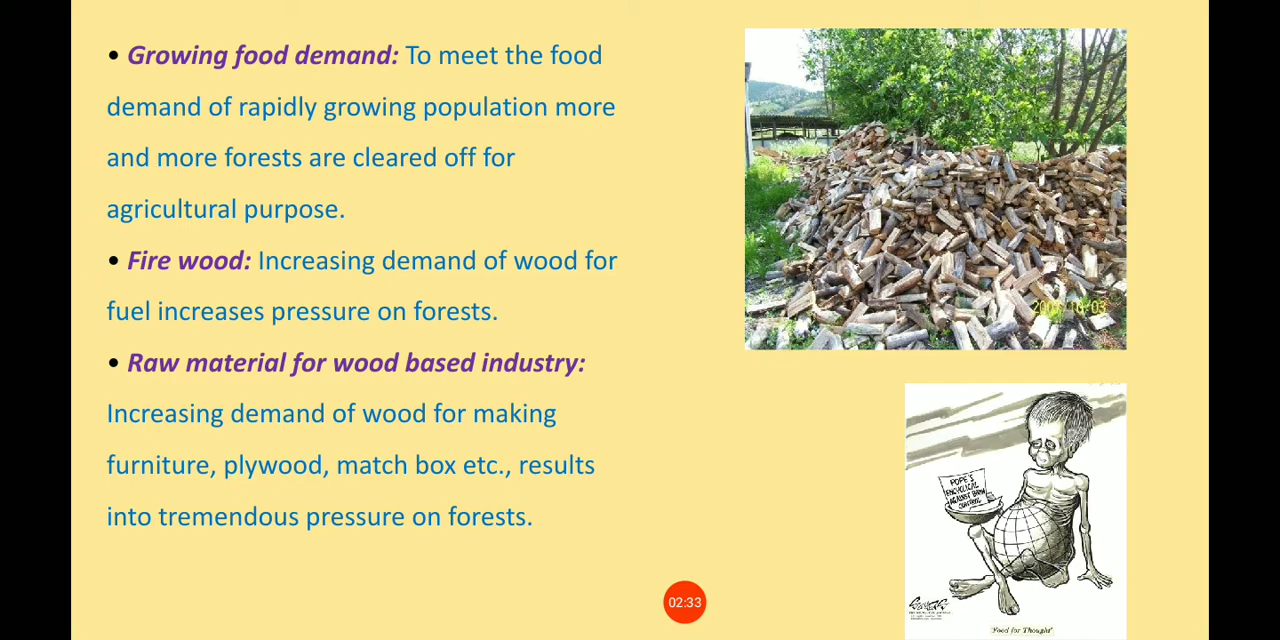 • Growing food demand: To meet the food
demand of rapidly growing population more
and more forests are cleared off for
agricultural purpose.
• Fire wood: Increasing demand of wood for
fuel increases pressure on forests.
• Raw material for wood based industry:
Increasing demand of wood for making
furniture, plywood, match box etc., results
into tremendous pressure on forests.
POPE'S
ENCYCLICAL
AGAINST BIRTH
CONTROL
"Food for Thought"
02:33